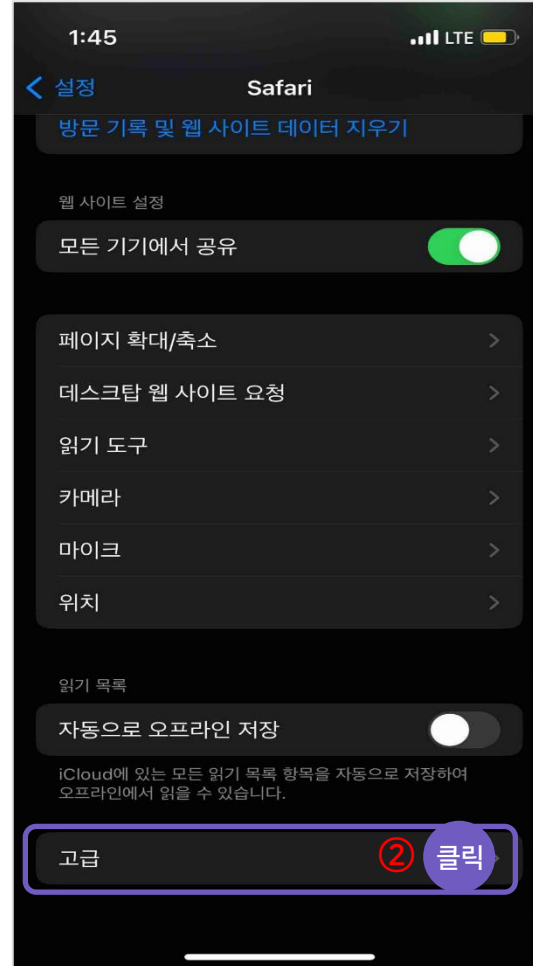 1:45 LTE
설정 Safari
방문 기록 및 웹 사이트 데이터 지우기
웹 사이트 설정
모든 기기에서 공유
페이지 확대/축소
데스크탑 웹 사이트 요청
읽기 도구
카메라
마이크
위치
읽기 목록
자동으로 오프라인 저장
iCloud에 있는 모든 읽기 목록 항목을 자동으로 저장하여
오프라인에서 읽을 수 있습니다.
고급 ② 클릭